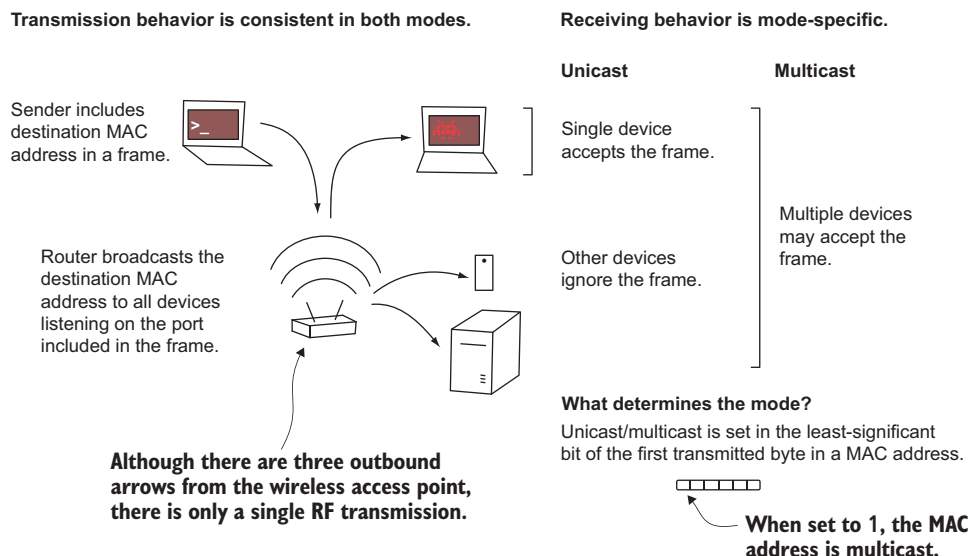 Transmission behavior is consistent in both modes.
Receiving behavior is mode-specific.
Unicast
Multicast
Sender includes
destination MAC
address in a frame.
>_
Single device
accepts the frame.
Router broadcasts the
destination MAC
address to all devices
listening on the port
included in the frame.
Other devices
ignore the frame.
Multiple devices
may accept the
frame.
Although there are three outbound
arrows from the wireless access point,
there is only a single RF transmission.
What determines the mode?
Unicast/multicast is set in the least-significant
bit of the first transmitted byte in a MAC address.
When set to 1, the MAC
address is multicast.